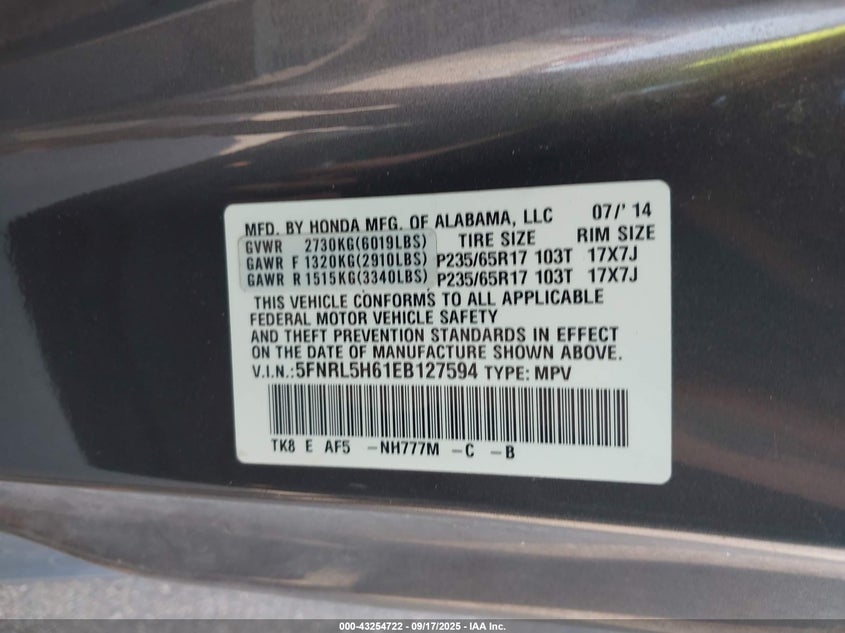 MFD. BY HONDA MFG. OF ALABAMA, LLC 07/'14
GVWR 2730KG(6019LBS) TIRE SIZE RIM SIZE
GAWR F 1320KG(2910LBS) P235/65R17 103T 17X7J
GAWR R 1515KG(3340LBS) P235/65R17 103T 17X7J
THIS VEHICLE CONFORMS TO ALL APPLICABLE
FEDERAL MOTOR VEHICLE SAFETY
AND THEFT PREVENTION STANDARDS IN EFFECT
ON THE DATE OF MANUFACTURE SHOWN ABOVE.
V.I.N.:5FNRL5H61EB127594 TYPE: MPV
TK8 E AF5 -NH777M -C -B
000-43254722 - 09/17/2025 - IAA Inc.